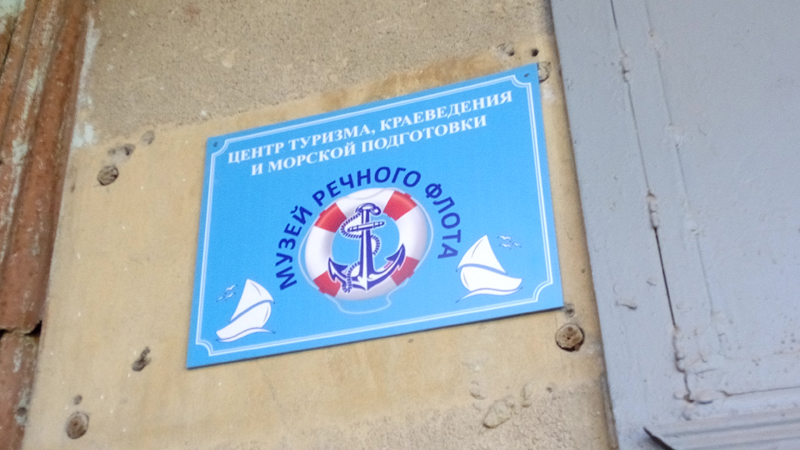 ЦЕНТР ТУРИЗМА, КРАЕВЕДЕНИЯ
И МОРСКОЙ ПОДГОТОВКИ
МУЗЕЙ РЕЧНОГО ФЛОТА